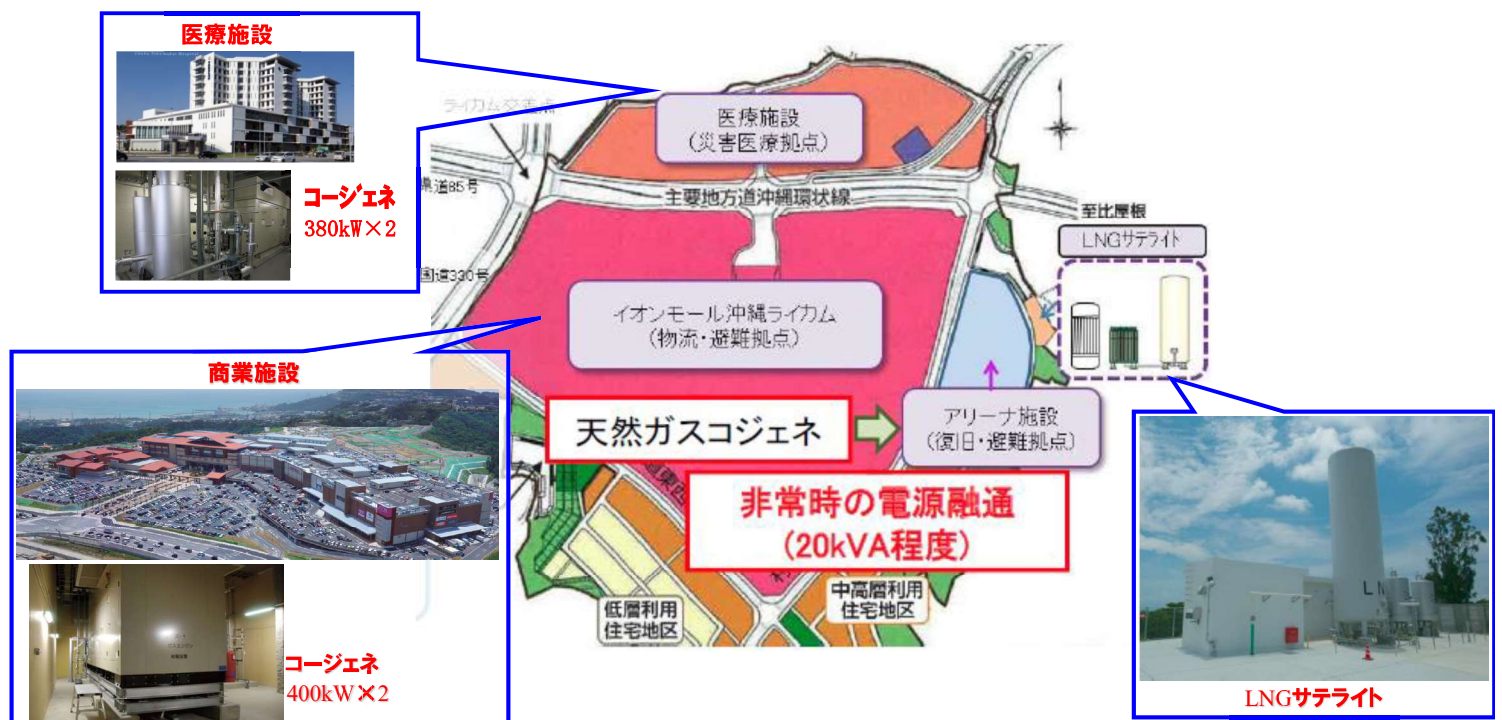 医療施設
コージェネ
380kW×2
ライカム交差点
医療施設
(災害医療拠点)
県道85号
主要地方道沖縄環状線
至比屋根
LNGサテライト
国道330号
イオンモール沖縄ライカム
(物流・避難拠点)
商業施設
天然ガスコジェネ
アリーナ施設
(復旧・避難拠点)
道東西
非常時の電源融通
(20kVA程度)
低層利用
住宅地区
中高層利用
住宅地区
コージェネ
400kW×2
LNGサテライト